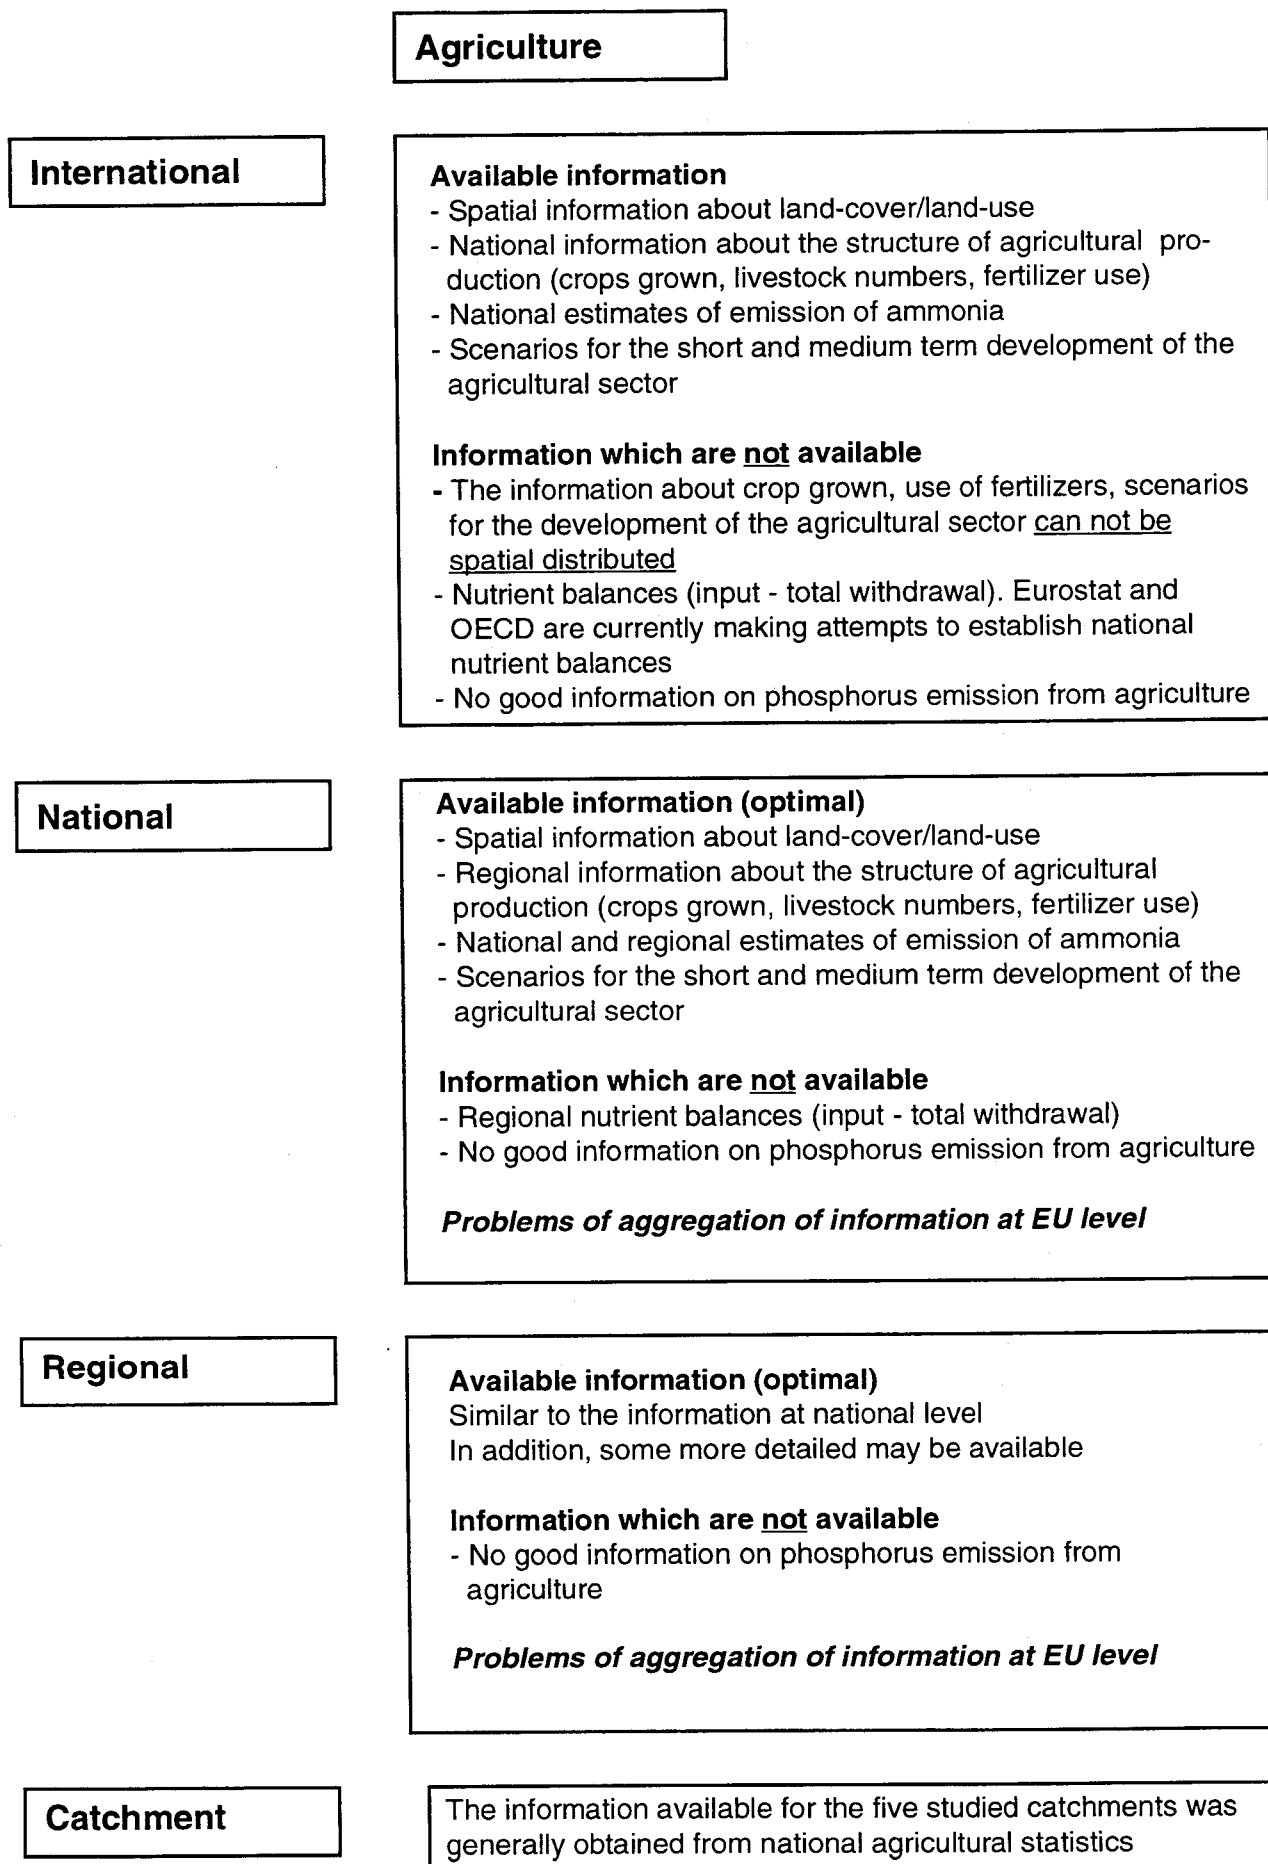 Agriculture
International
Available information
- Spatial information about land-cover/land-use
- National information about the structure of agricultural pro-
duction (crops grown, livestock numbers, fertilizer use)
- National estimates of emission of ammonia
- Scenarios for the short and medium term development of the
agricultural sector
Information which are not available
- The information about crop grown, use of fertilizers, scenarios
for the development of the agricultural sector can not be
spatial distributed
- Nutrient balances (input - total withdrawal). Eurostat and
OECD are currently making attempts to establish national
nutrient balances
- No good information on phosphorus emission from agriculture
National
Available information (optimal)
- Spatial information about land-cover/land-use
- Regional information about the structure of agricultural
production (crops grown, livestock numbers, fertilizer use)
- National and regional estimates of emission of ammonia
- Scenarios for the short and medium term development of the
agricultural sector
Information which are not available
- Regional nutrient balances (input - total withdrawal)
- No good information on phosphorus emission from agriculture
Problems of aggregation of information at EU level
Regional
Available information (optimal)
Similar to the information at national level
In addition, some more detailed may be available
Information which are not available
- No good information on phosphorus emission from
agriculture
Problems of aggregation of information at EU level
Catchment
The information available for the five studied catchments was
generally obtained from national agricultural statistics